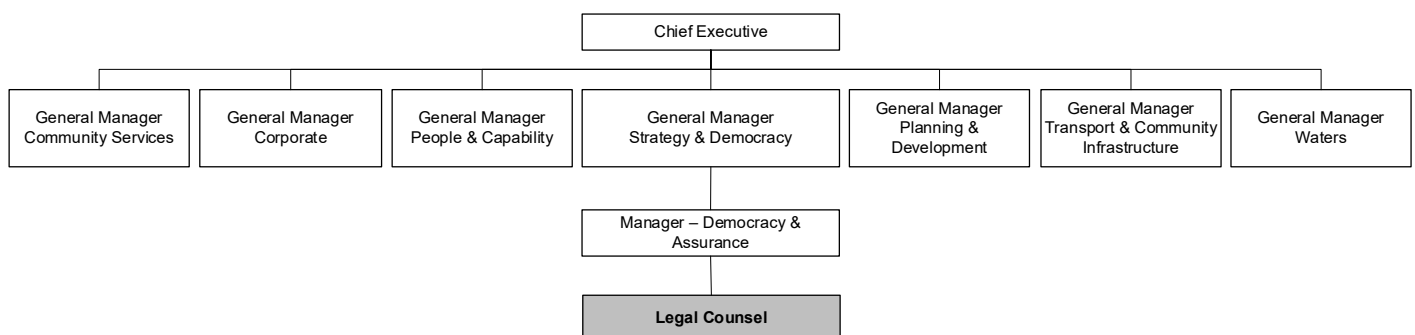 Chief Executive
General Manager
Community Services
General Manager
Corporate
General Manager
People & Capability
General Manager
Strategy & Democracy
General Manager
Planning &
Development
General Manager
Transport & Community
Infrastructure
General Manager
Waters
Manager – Democracy &
Assurance
Legal Counsel